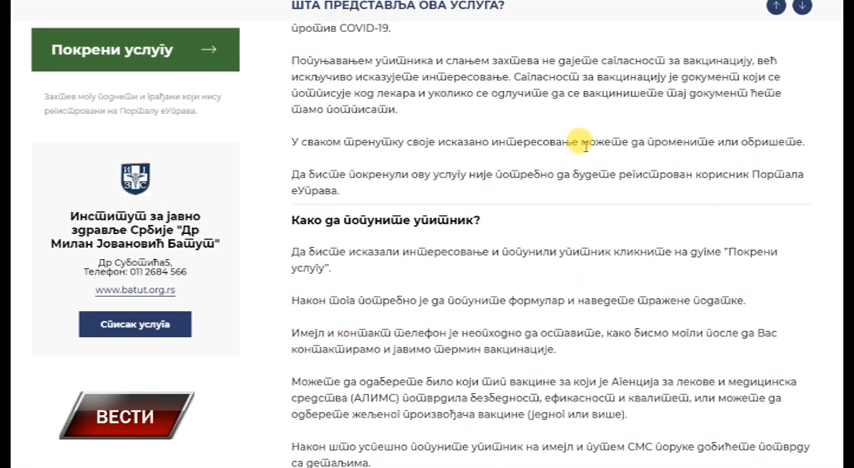 ШТА ПРЕДСТАВЉА ОВА УСЛУГА?
против COVID-19.
Покрени услугу
Захтев могу поднети и грађани који нису
регистровани на Порталу еУправа.
Институт за јавно
здравље Србије "Др
Милан Јовановић Батут"
Др Суботића5,
Телефон: 011 2684 566
www.batut.org.rs
Списак услуга
ВЕСТИ
Попуњавањем упитника и слањем захтева не дајете сагласност за вакцинацију, већ
искључиво исказујете интересовање. Сагласност за вакцинацију је документ који се
потписује код лекара и уколико се одлучите да се вакцинишете тај документ ћете
тамо потписати.
У сваком тренутку своје исказано интересовање можете да промените или обришете.
Да бисте покренули ову услугу није потребно да будете регистрован корисник Портала
еУправа.
Како да попуните упитник?
Да бисте исказали интересовање и попунили упитник кликните на дугме "Покрени
услугу".
Након тога потребно је да попуните формулар и наведете тражене податке.
Имејл и контакт телефон је неопходно да оставите, како бисмо могли после да Вас
контактирамо и јавимо термин вакцинације.
Можете да одаберете било који тип вакцине за који је Агенција за лекове и медицинска
средства (АЛИМС) потврдила безбедност, ефикасност и квалитет, или можете да
одберете жељеног произвођача вакцине (једног или више).
Након што успешно попуните упитник на имејл и путем СМС поруке добићете потврду
са детаљима.